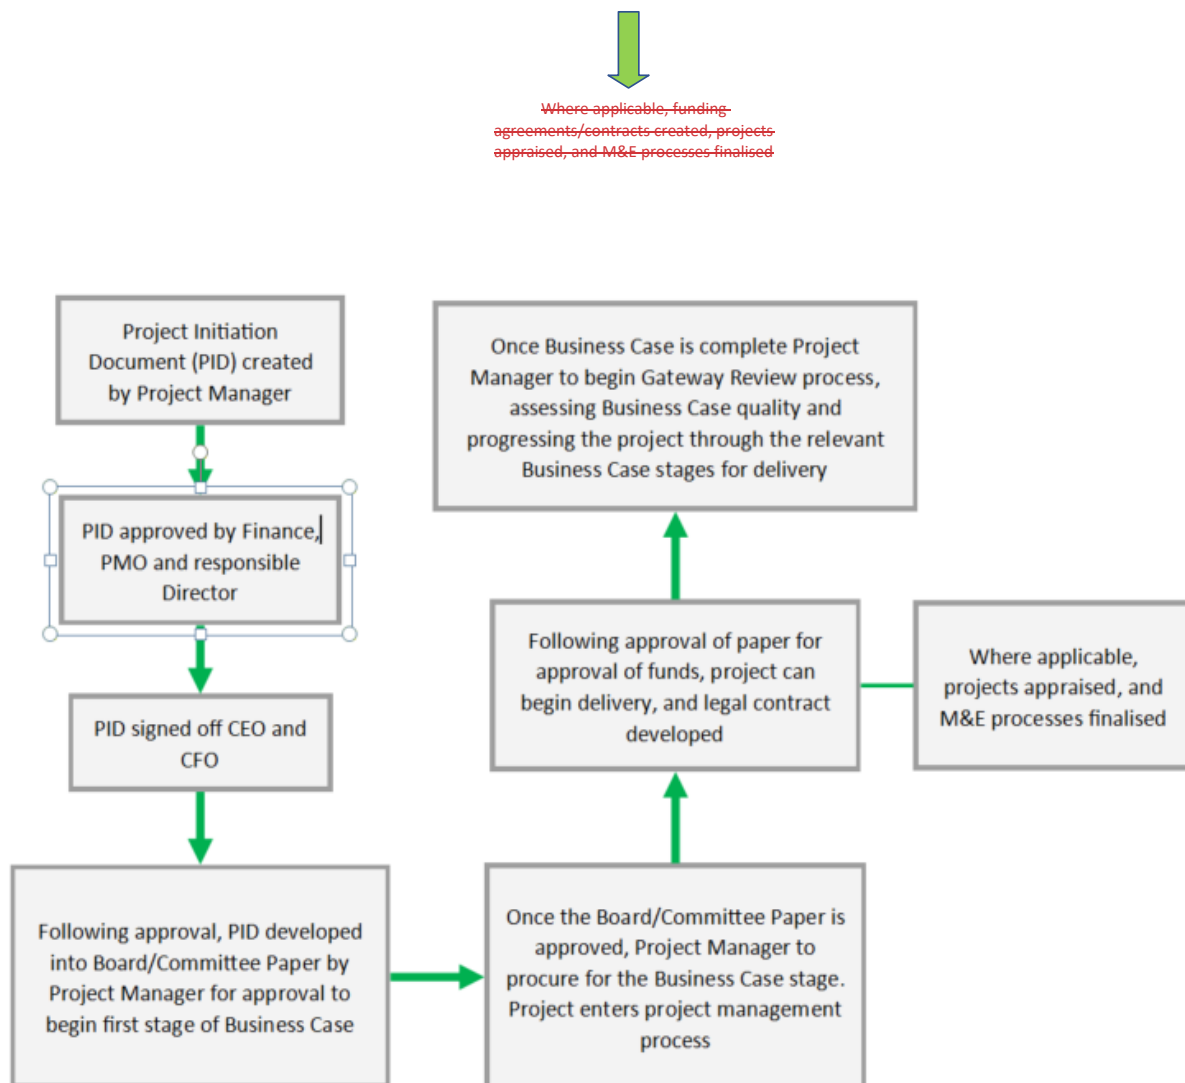 Where applicable, funding
agreements/contracts created, projects
appraised, and M&E processes finalised
Project Initiation
Document (PID) created
by Project Manager
PID approved by Finance,
PMO and responsible
Director
PID signed off CEO and
CFO
Following approval, PID developed
into Board/Committee Paper by
Project Manager for approval to
begin first stage of Business Case
Once the Board/Committee Paper is
approved, Project Manager to
procure for the Business Case stage.
Project enters project management
process
Following approval of paper for
approval of funds, project can
begin delivery, and legal contract
developed
Where applicable,
projects appraised, and
M&E processes finalised
Once Business Case is complete Project
Manager to begin Gateway Review process,
assessing Business Case quality and
progressing the project through the relevant
Business Case stages for delivery